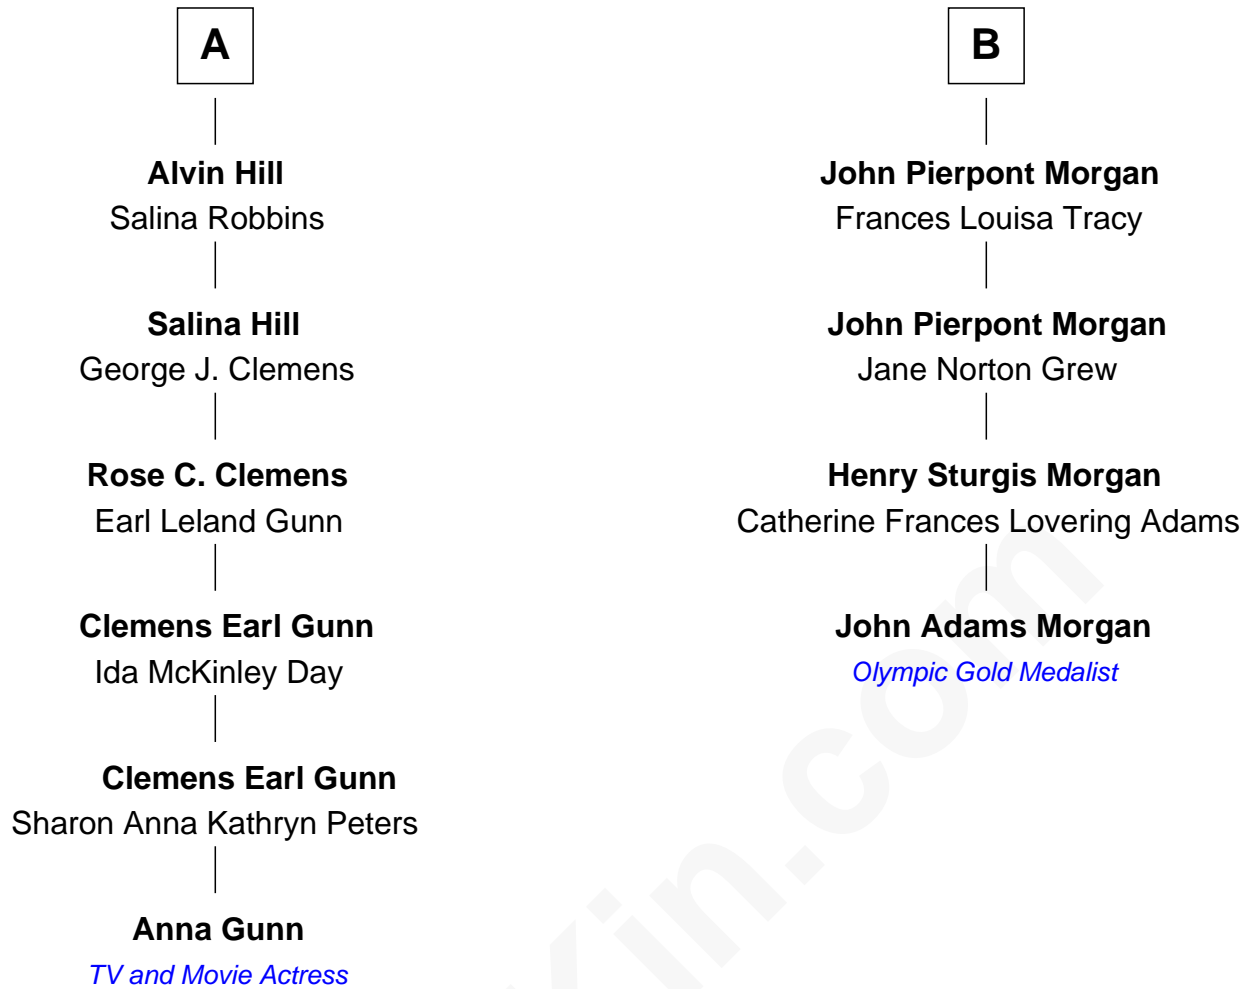 A
Alvin Hill
Salina Robbins
Salina Hill
George J. Clemens
Rose C. Clemens
Earl Leland Gunn
Clemens Earl Gunn
Ida McKinley Day
Clemens Earl Gunn
Sharon Anna Kathryn Peters
Anna Gunn
TV and Movie Actress
B
John Pierpont Morgan
Frances Louisa Tracy
John Pierpont Morgan
Jane Norton Grew
Henry Sturgis Morgan
Catherine Frances Lovering Adams
John Adams Morgan
Olympic Gold Medalist
Kin.com